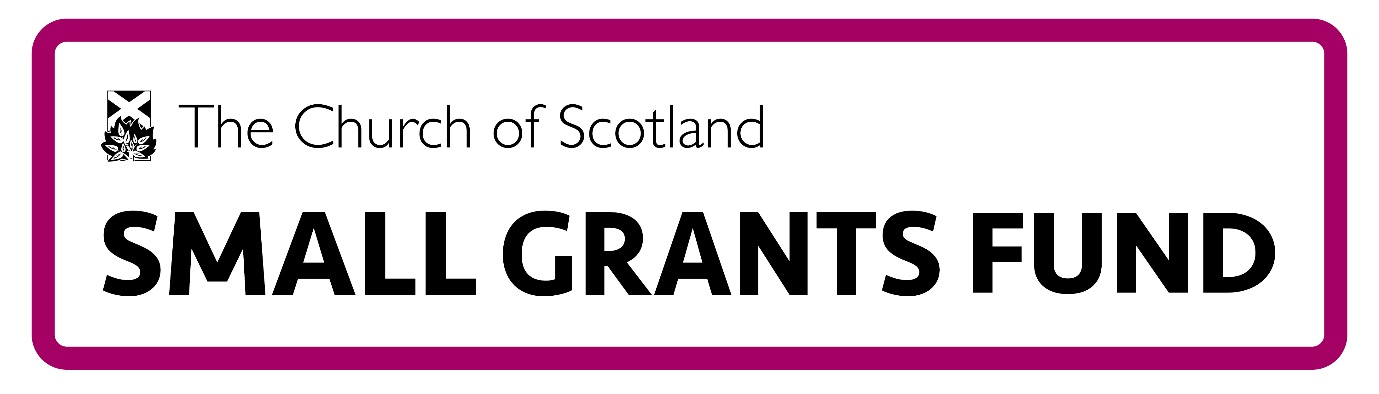 The Church of Scotland
SMALL GRANTS FUND